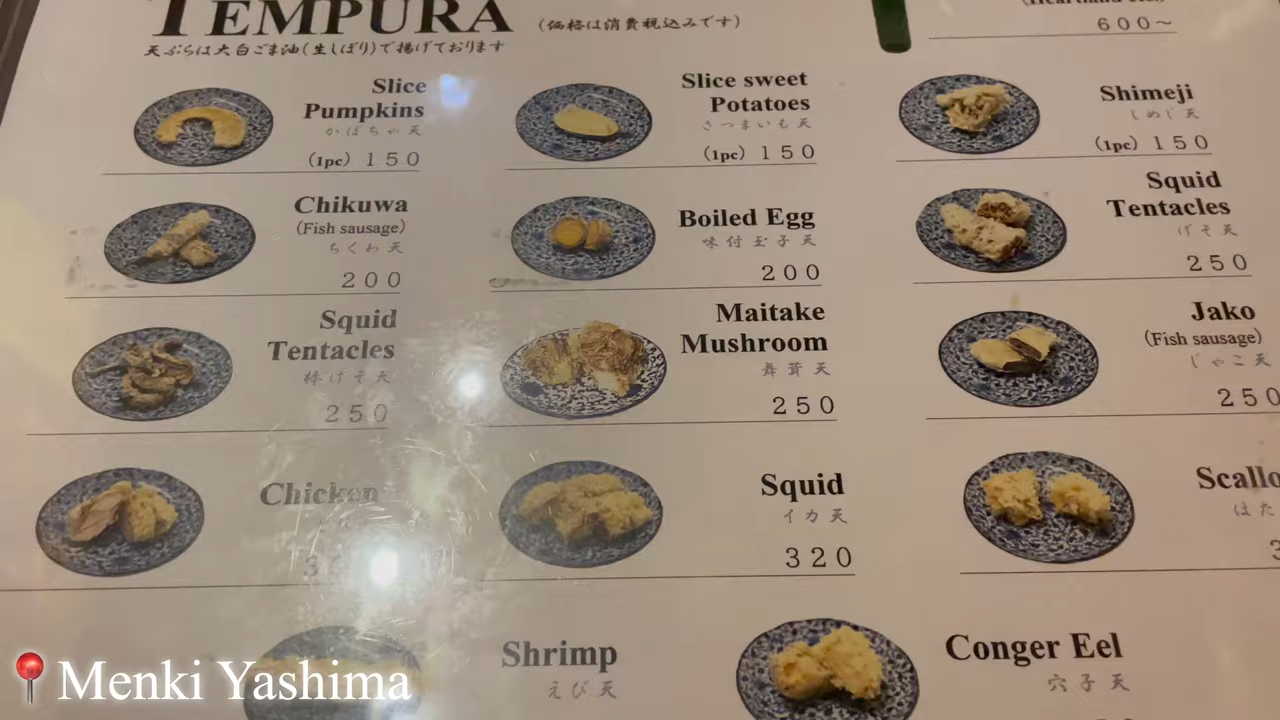 TEMPURA (価格は消費税込みです)
天ぷらは太白ごま油(生しぼり)で揚げております
600~
Slice
Pumpkins
かぼちゃ天
(1pc) 150
Slice sweet
Potatoes
さつまいも天
(1pc) 150
Shimeji
しめじ天
(1pc) 150
Chikuwa
(Fish sausage)
ちくわ天
200
Boiled Egg
味付玉子天
200
Squid
Tentacles
げそ天
250
Squid
Tentacles
棒げそ天
250
Maitake
Mushroom
舞茸天
250
Jako
(Fish sausage)
じゃこ天
250
Chicken
Squid
イカ天
320
Shrimp
えび天
Conger Eel
穴子天
Menki Yashima